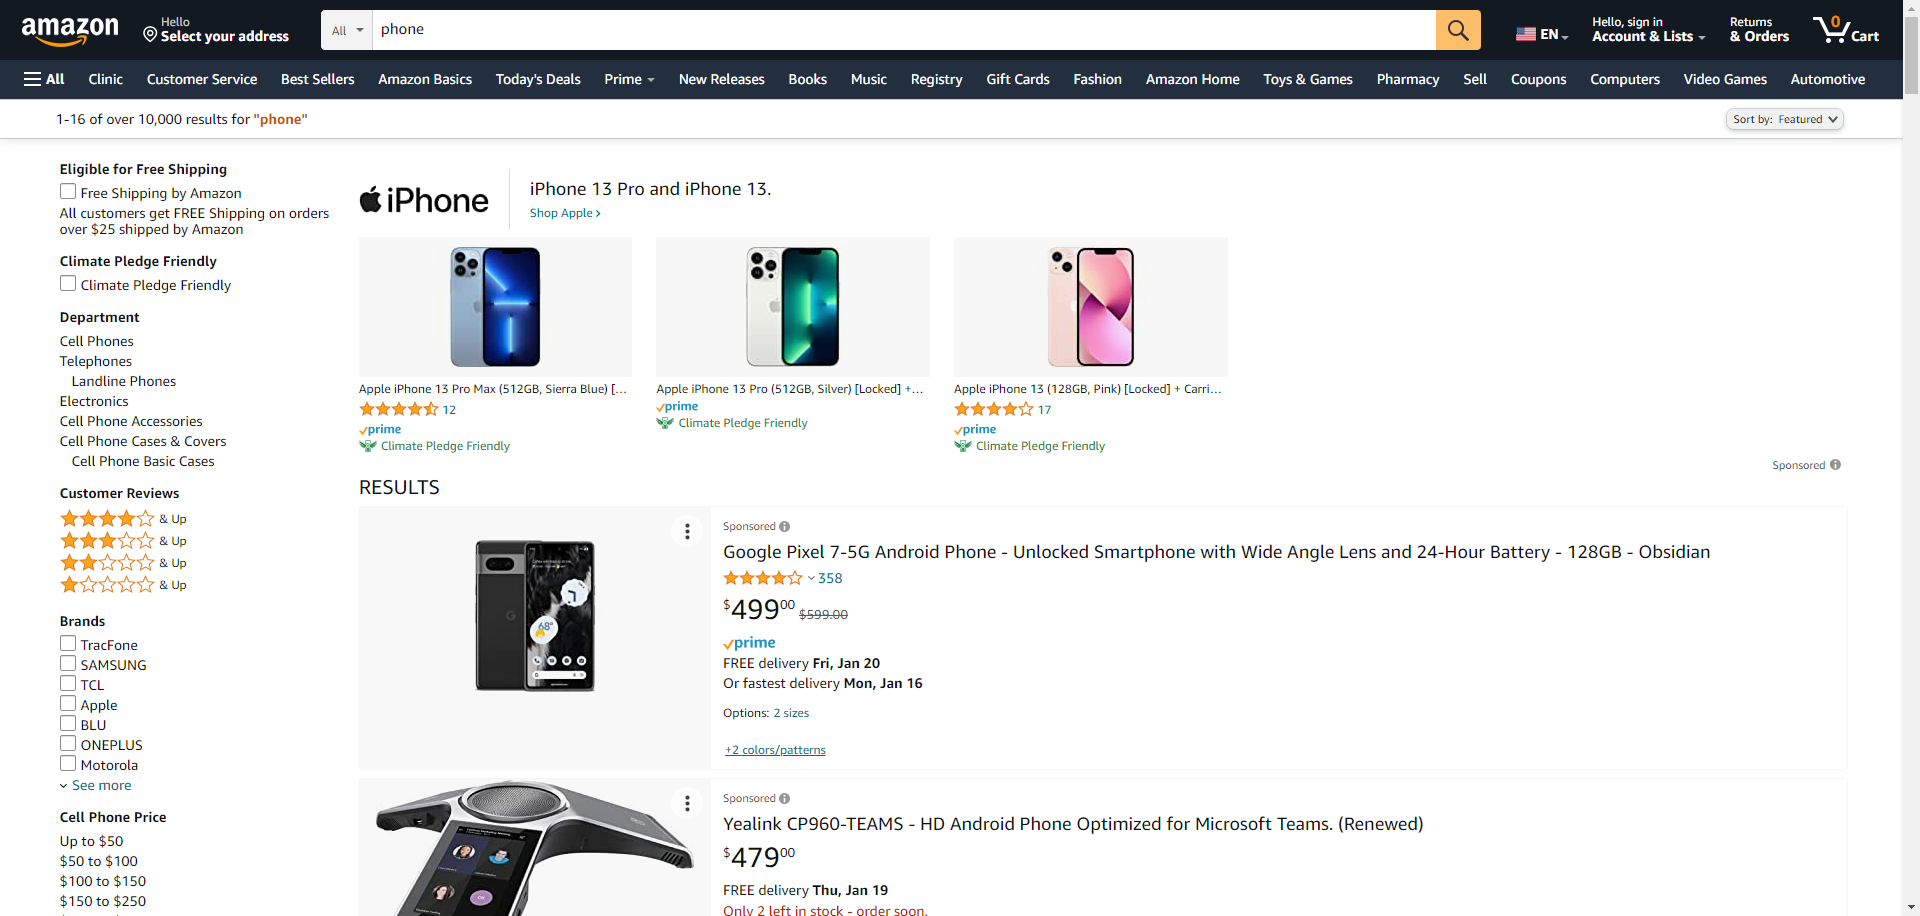 amazon
Hello
Select your address
All
phone
EN
Hello, sign in
Account & Lists
Returns
& Orders
0
Cart
All
Clinic
Customer Service
Best Sellers
Amazon Basics
Today's Deals
Prime
New Releases
Books
Music
Registry
Gift Cards
Fashion
Amazon Home
Toys & Games
Pharmacy
Sell
Coupons
Computers
Video Games
Automotive
1-16 of over 10,000 results for "phone"
Sort by: Featured
Eligible for Free Shipping
Free Shipping by Amazon
All customers get FREE Shipping on orders
over $25 shipped by Amazon
Climate Pledge Friendly
Climate Pledge Friendly
Department
Cell Phones
Telephones
Landline Phones
Electronics
Cell Phone Accessories
Cell Phone Cases & Covers
Cell Phone Basic Cases
Customer Reviews
& Up
& Up
& Up
& Up
Brands
TracFone
SAMSUNG
TCL
Apple
BLU
ONEPLUS
Motorola
See more
Cell Phone Price
Up to $50
$50 to $100
$100 to $150
$150 to $250
iPhone
iPhone 13 Pro and iPhone 13.
Shop Apple ›
Apple iPhone 13 Pro Max (512GB, Sierra Blue) [...
12
prime
Climate Pledge Friendly
Apple iPhone 13 Pro (512GB, Silver) [Locked] +...
prime
Climate Pledge Friendly
Apple iPhone 13 (128GB, Pink) [Locked] + Carri...
17
prime
Climate Pledge Friendly
Sponsored
RESULTS
Sponsored
Google Pixel 7-5G Android Phone - Unlocked Smartphone with Wide Angle Lens and 24-Hour Battery - 128GB - Obsidian
358
$49900 $599.00
prime
FREE delivery Fri, Jan 20
Or fastest delivery Mon, Jan 16
Options: 2 sizes
+2 colors/patterns
68°
Sponsored
Yealink CP960-TEAMS - HD Android Phone Optimized for Microsoft Teams. (Renewed)
$47900
FREE delivery Thu, Jan 19
Only 2 left in stock - order soon.